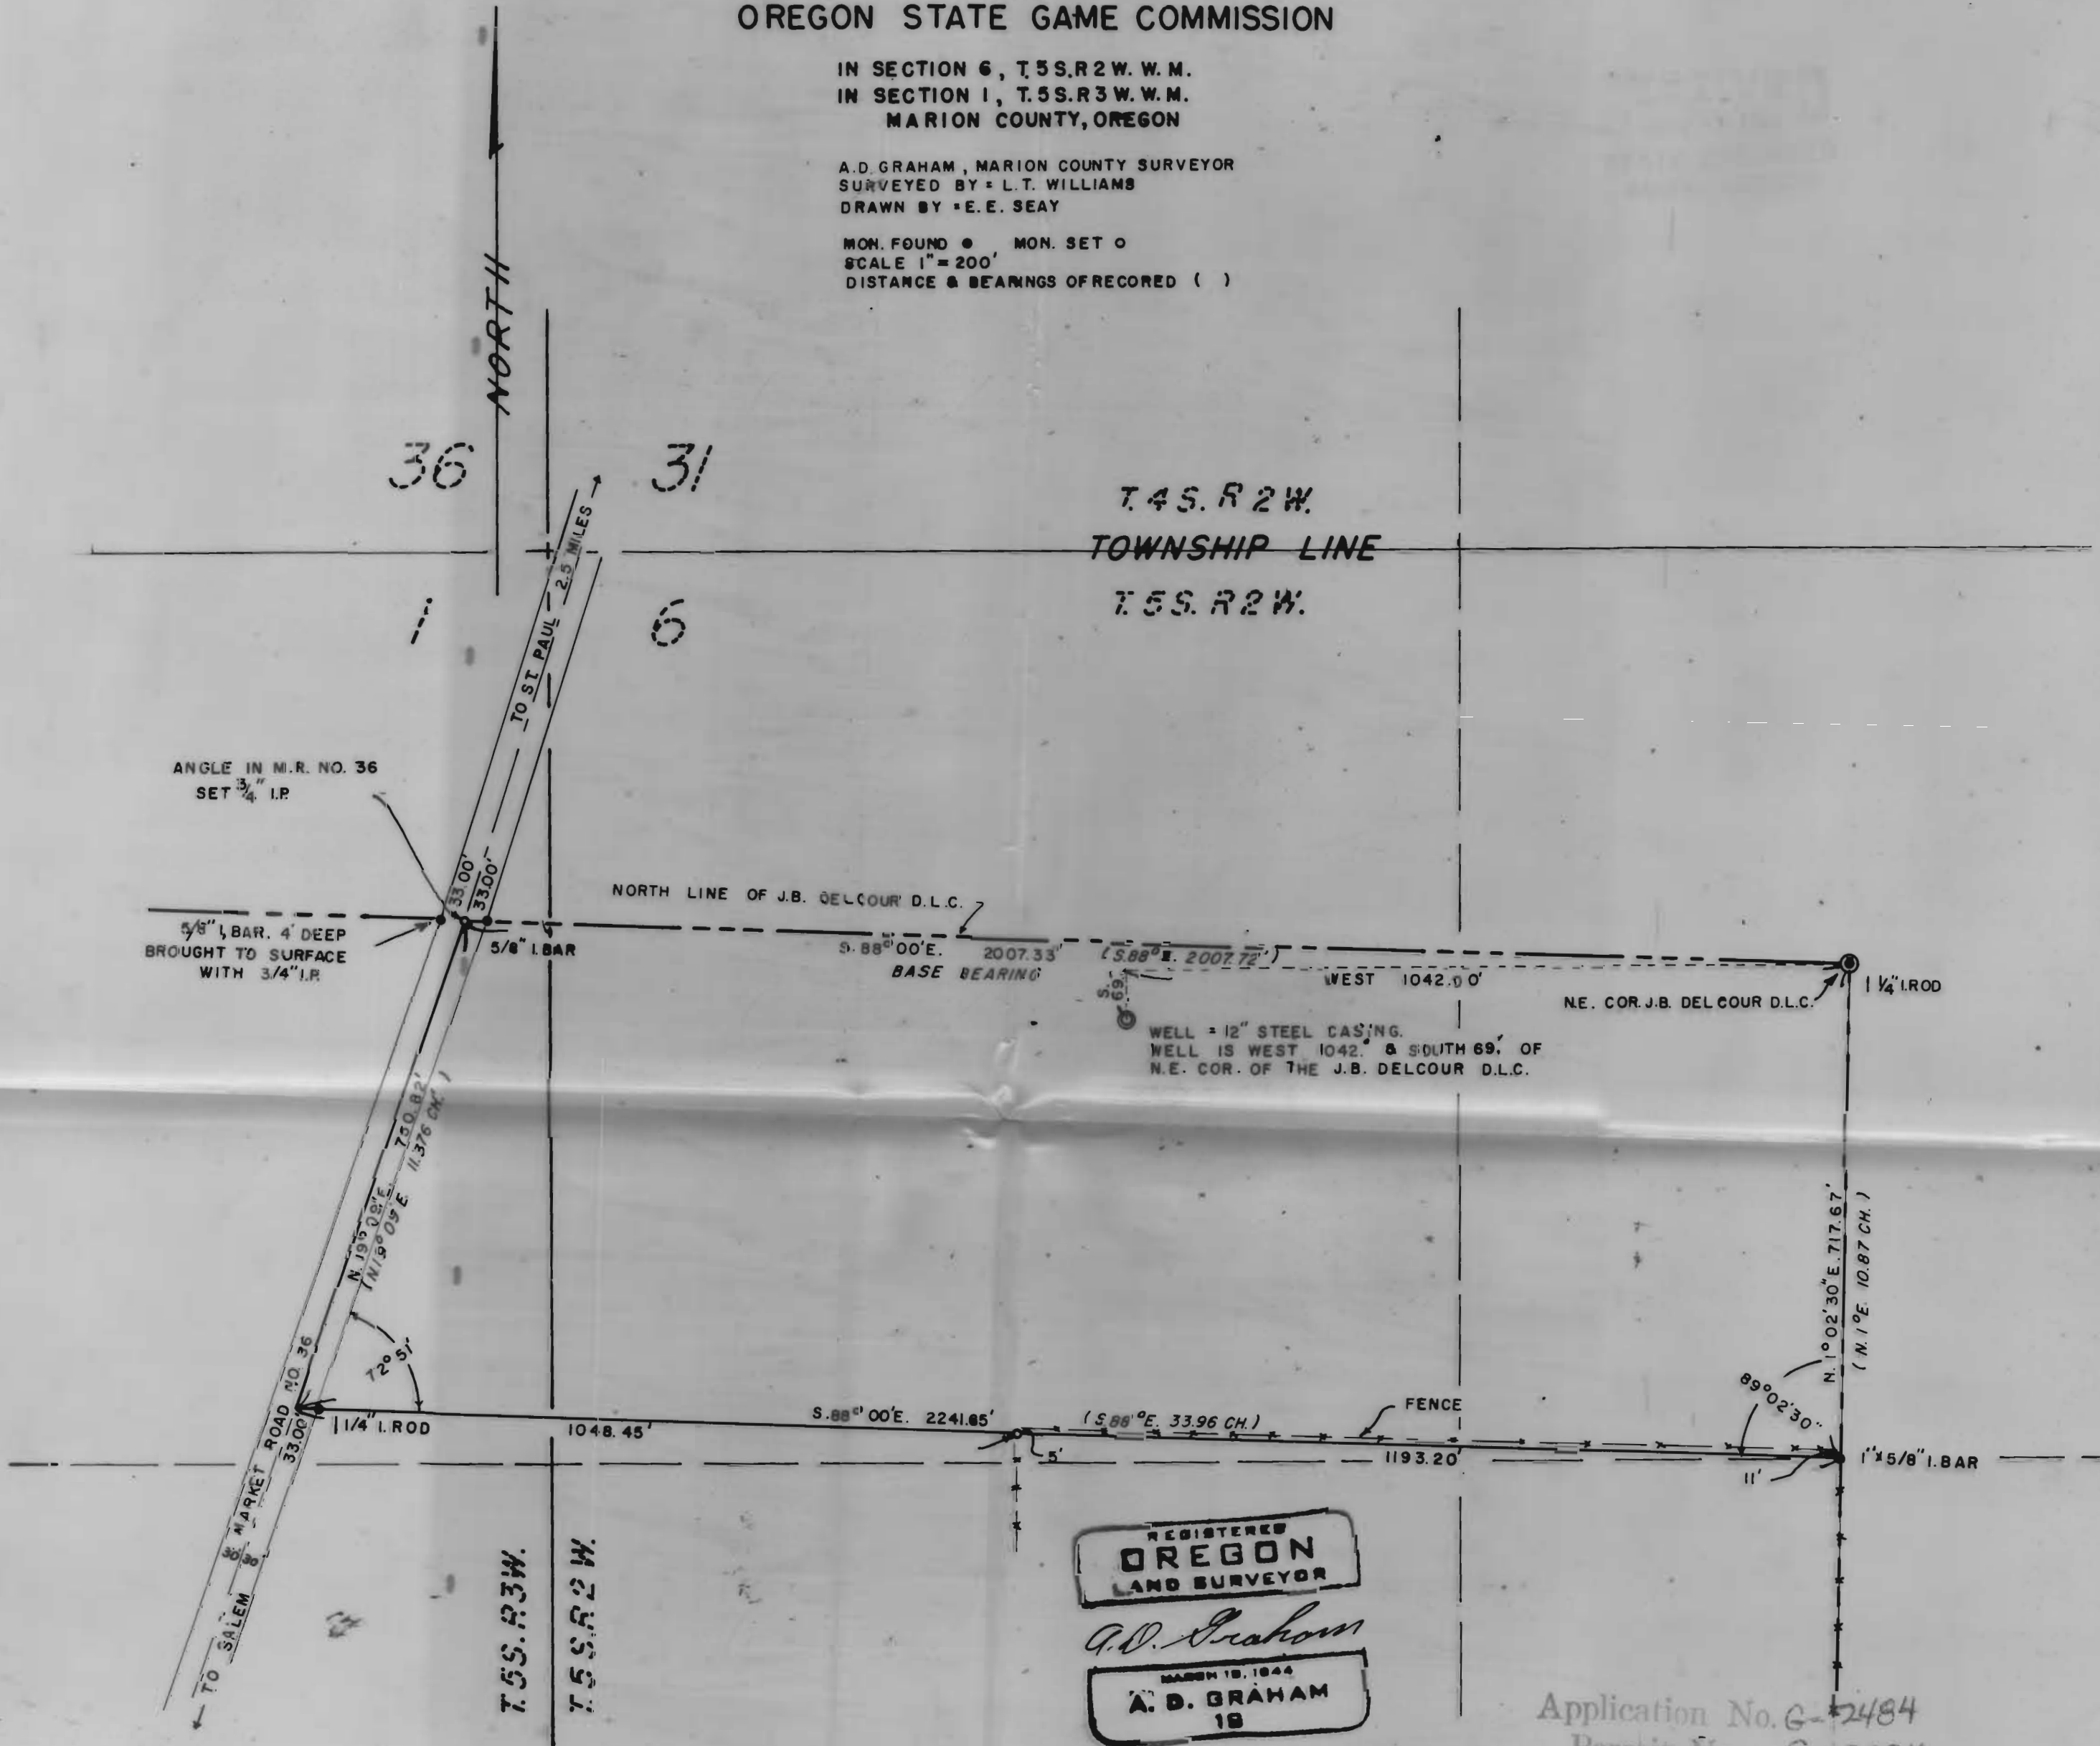 OREGON STATE GAME COMMISSION
IN SECTION 6, T.5S.R2W. W.M.
IN SECTION 1, T.5S.R3W. W.M.
MARION COUNTY, OREGON
A.D. GRAHAM, MARION COUNTY SURVEYOR
SURVEYED BY = L.T. WILLIAMS
DRAWN BY = E.E. SEAY
MON. FOUND ● MON. SET ○
SCALE 1" = 200'
DISTANCE & BEARINGS OF RECORED ( )
NORTH
36
31
T.4S. R2W.
TOWNSHIP LINE
T.5S. R2W.
1
6
TO ST. PAUL 2.5 MILES
ANGLE IN M.R. NO. 36
SET 3/4" I.P.
33.00'
33.00'
NORTH LINE OF J.B. DELCOUR D.L.C.
5/8" I. BAR. 4' DEEP
BROUGHT TO SURFACE
WITH 3/4" I.P.
5/8" I. BAR
S. 88° 00' E. 2007.33'
(S.88° E. 2007.72')
BASE BEARING
WEST 1042.00'
S. 69.'
1 1/4" I.ROD
N.E. COR. J.B. DELCOUR D.L.C.
WELL = 12" STEEL CASING.
WELL IS WEST 1042.' & SOUTH 69.' OF
N.E. COR. OF THE J.B. DELCOUR D.L.C.
N. 19° 09' E. 750.82'
(N19° 09' E. 11.376 CH.)
N. 1° 02' 30" E. 717.67'
(N. 1° E. 10.87 CH.)
72° 51'
89° 02' 30"
1 1/4" I. ROD
1048.45'
S. 88° 00' E. 2241.65'
(S. 88° E. 33.96 CH.)
FENCE
5'
1193.20'
11'
1" x 5/8" I. BAR
MARKET ROAD NO. 36
33.00'
30' 30'
TO SALEM
T.5S. R3W.
T.5S. R2W.
REGISTERED
OREGON
LAND SURVEYOR
A.D. Graham
A. D. GRAHAM
19
Application No. G-2484